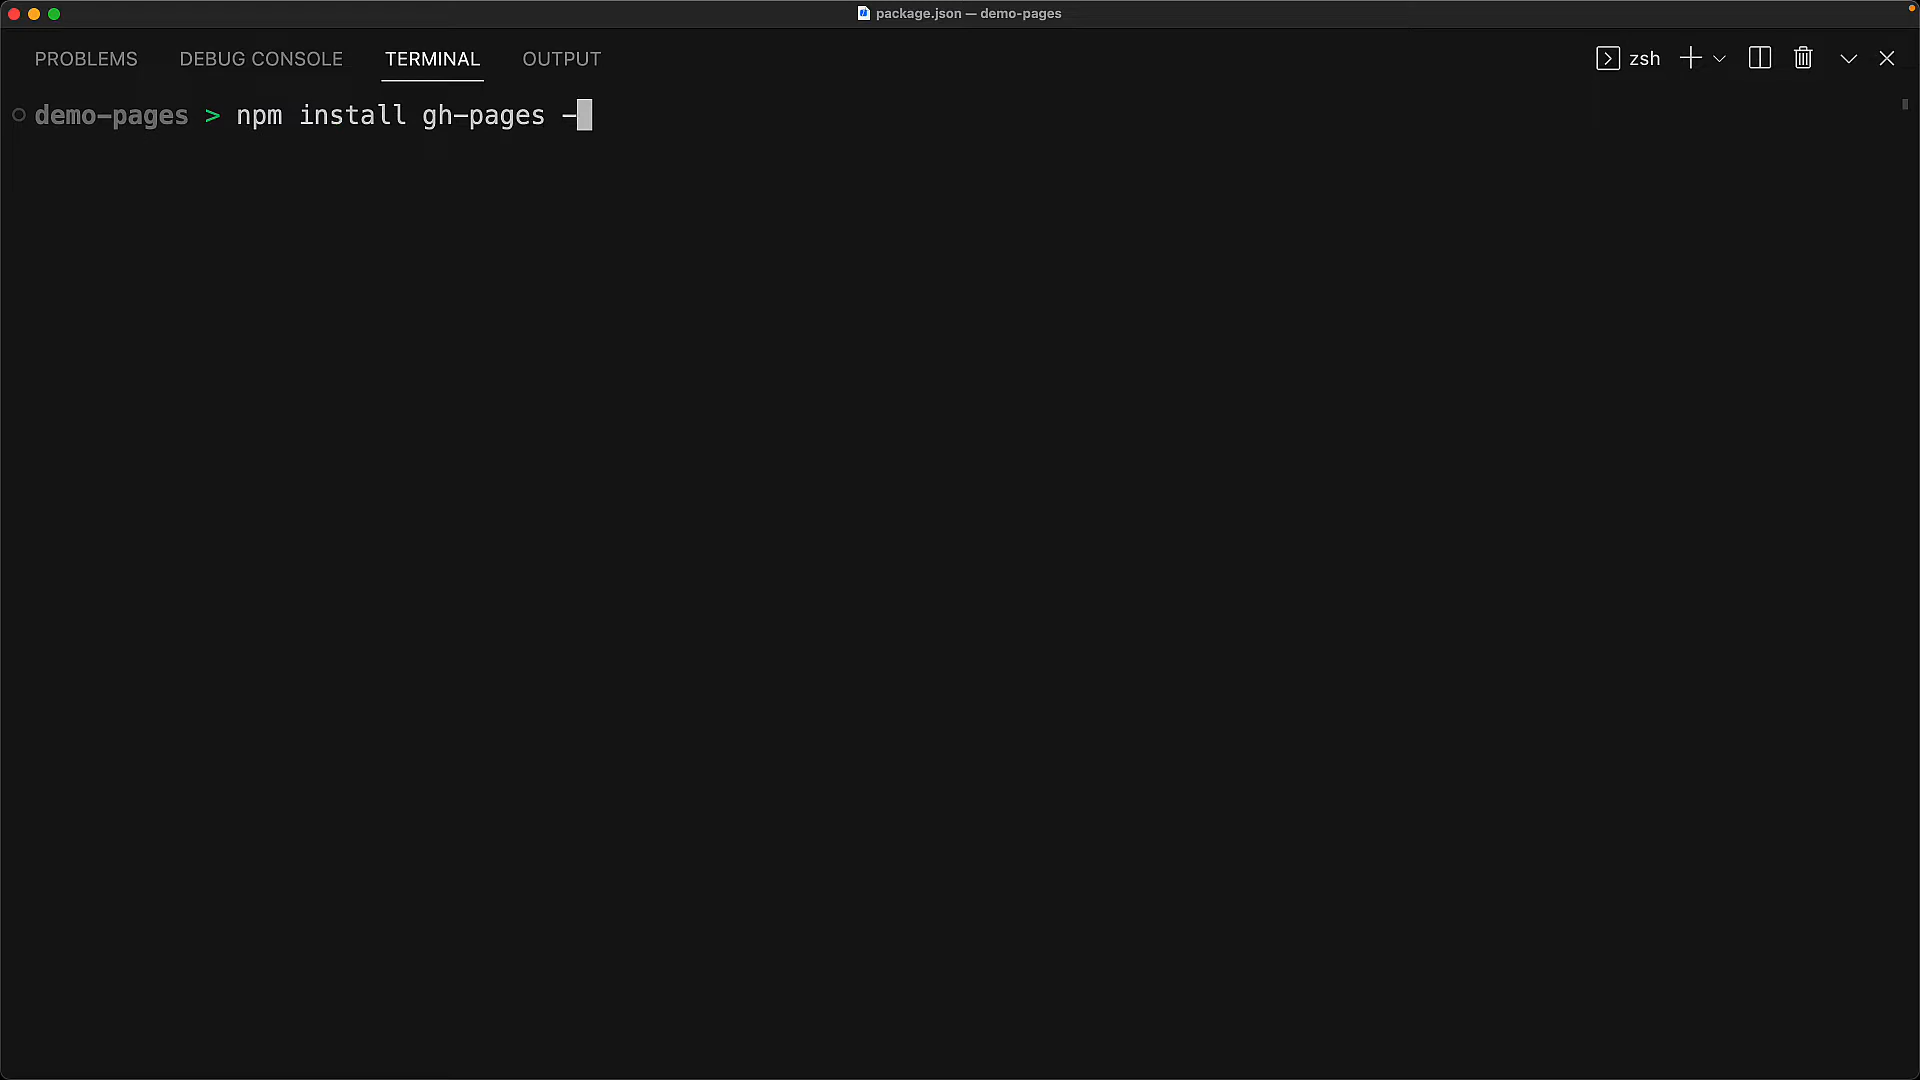 package.json — demo-pages
PROBLEMS DEBUG CONSOLE TERMINAL OUTPUT zsh
demo-pages > npm install gh-pages -